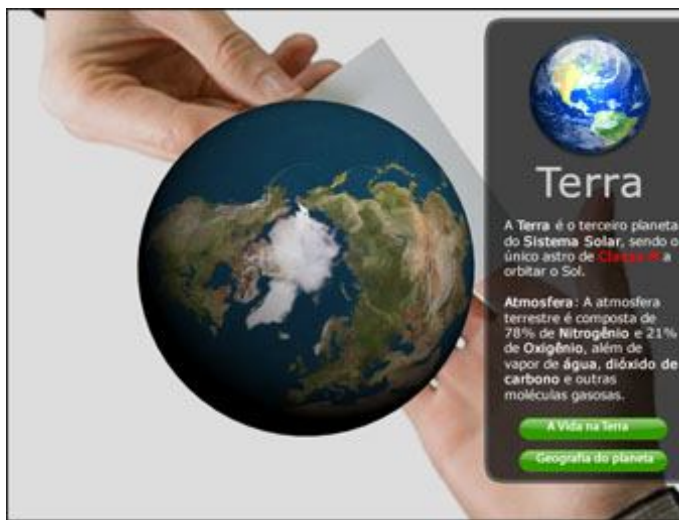 Terra
A Terra é o terceiro planeta
do Sistema Solar, sendo o
único astro de Classe M a
orbitar o Sol.
Atmosfera: A atmosfera
terrestre é composta de
78% de Nitrogênio e 21%
de Oxigênio, além de
vapor de água, dióxido de
carbono e outras
moléculas gasosas.
A Vida na Terra
Geografia do planeta